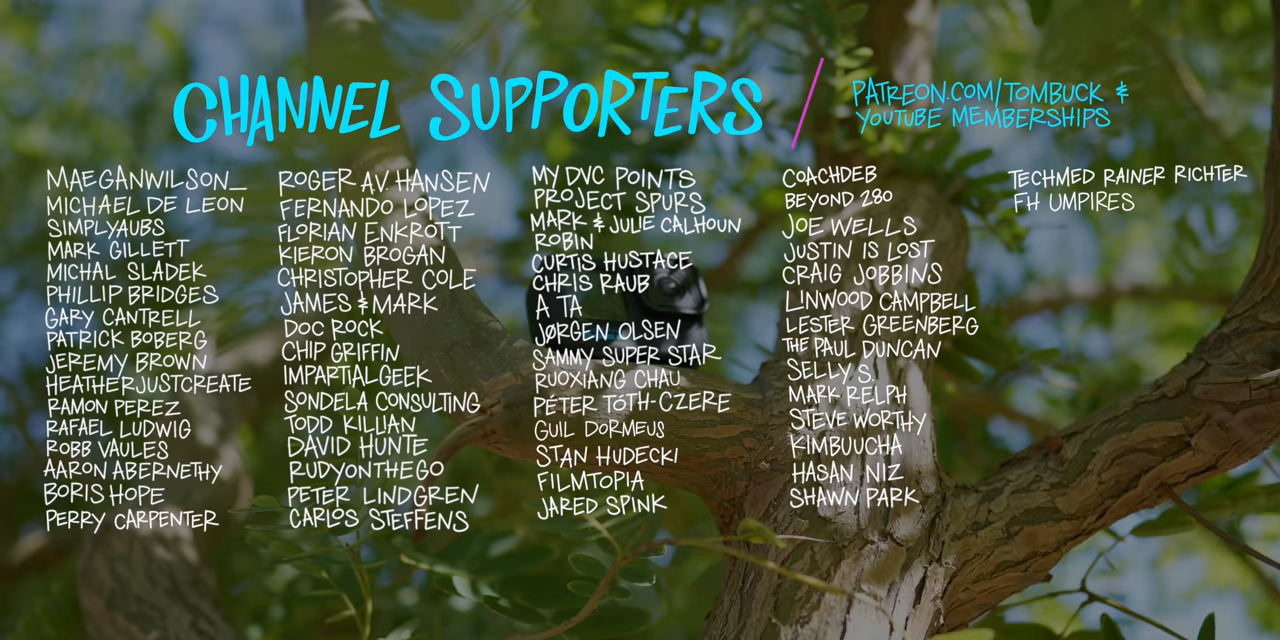 CHANNEL SUPPORTERS
PATREON.COM/TOMBUCK &
YOUTUBE MEMBERSHIPS
MAEGANWILSON_
MICHAEL DE LEON
SIMPLYAUBS
MARK GILLETT
MICHAL SLADEK
PHILLIP BRIDGES
GARY CANTRELL
PATRICK BOBERG
JEREMY BROWN
HEATHERJUSTCREATE
RAMON PEREZ
RAFAEL LUDWIG
ROBB VAULES
AARON ABERNETHY
BORIS HOPE
PERRY CARPENTER
ROGER A.V. HANSEN
FERNANDO LOPEZ
FLORIAN ENKROTT
KIERON BROGAN
CHRISTOPHER COLE
JAMES & MARK
DOC ROCK
CHIP GRIFFIN
IMPARTIALGEEK
SONDELA CONSULTING
TODD KILLIAN
DAVID HUNTE
RUDYONTHEGO
PETER LINDGREN
CARLOS STEFFENS
MY DVC POINTS
PROJECT SPURS
MARK & JULIE CALHOUN
ROBIN
CURTIS HUSTACE
CHRIS RAUB
A TA
JØRGEN OLSEN
SAMMY SUPER STAR
RUOXIANG CHAU
PÉTER TÓTH-CZERE
GUIL DORMEUS
STAN HUDECKI
FILMTOPIA
JARED SPINK
COACHDEB
BEYOND 280
JOE WELLS
JUSTIN IS LOST
CRAIG JOBBINS
L!NWOOD CAMPBELL
LESTER GREENBERG
THE PAUL DUNCAN
SELLY S.
MARK RELPH
STEVE WORTHY
KIMBUUCHA
HASAN NIZ
SHAWN PARK
TECHMED RAINER RICHTER
FH UMPIRES